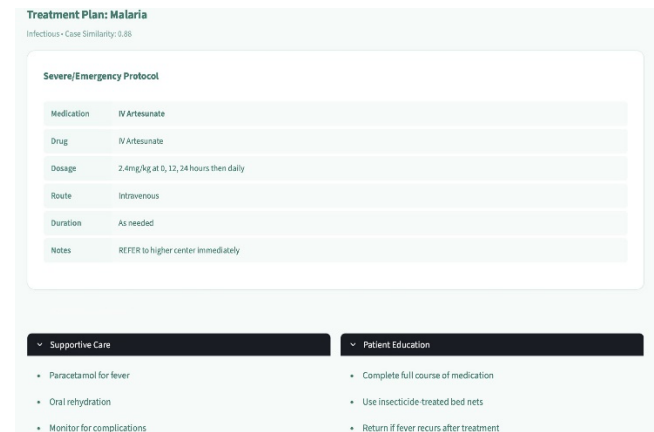 Treatment Plan: Malaria
Infectious • Case Similarity: 0.86
Severe/Emergency Protocol
Medication IV Artesunate
Drug IV Artesunate
Dosage 2.4mg/kg at 0, 12, 24 hours then daily
Route Intravenous
Duration As needed
Notes REFER to higher center immediately
Supportive Care
• Paracetamol for fever
• Oral rehydration
• Monitor for complications
Patient Education
• Complete full course of medication
• Use insecticide-treated bed nets
• Return if fever recurs after treatment